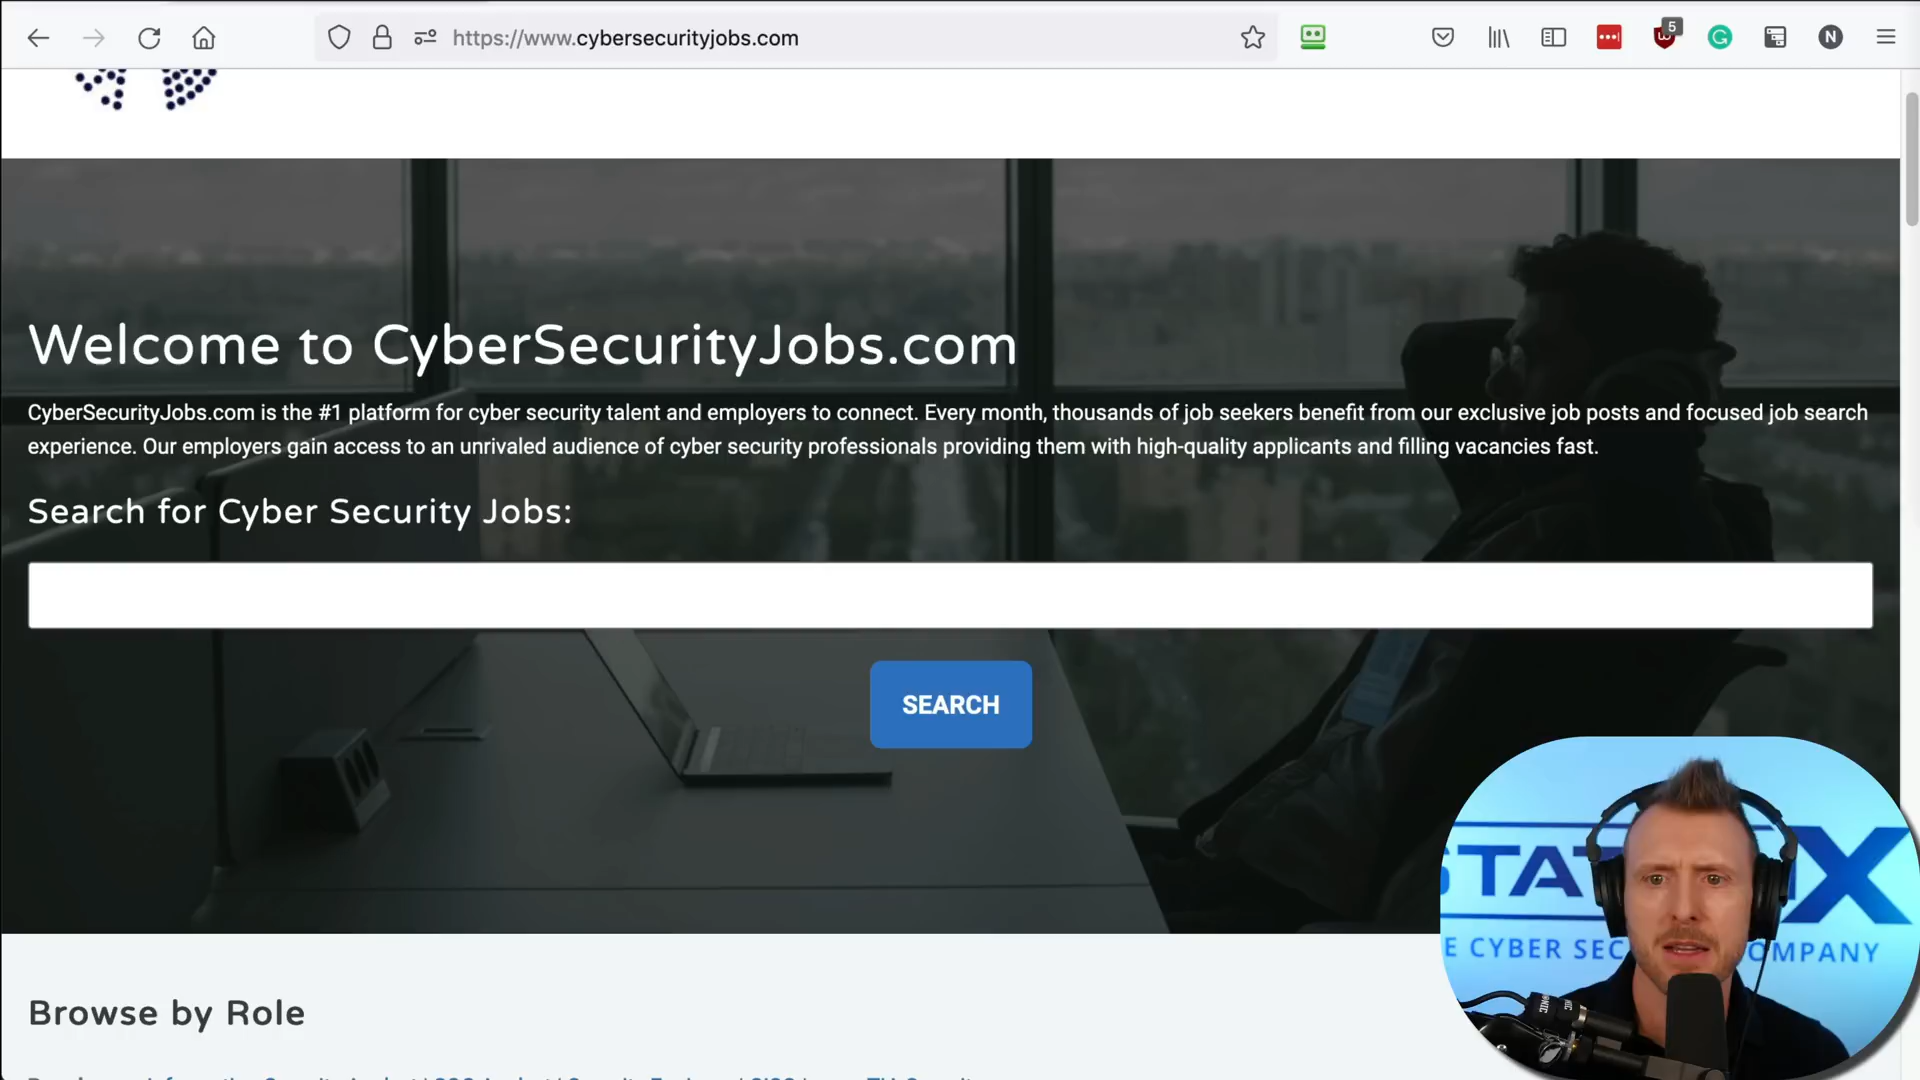 https://www.cybersecurityjobs.com
5
N
Welcome to CyberSecurityJobs.com
CyberSecurityJobs.com is the #1 platform for cyber security talent and employers to connect. Every month, thousands of job seekers benefit from our exclusive job posts and focused job search
experience. Our employers gain access to an unrivaled audience of cyber security professionals providing them with high-quality applicants and filling vacancies fast.
Search for Cyber Security Jobs:
SEARCH
STA X
E CYBER SEC OMPANY
Browse by Role